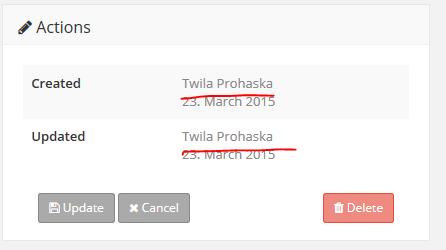 Actions
Created
Twila Prohaska
23. March 2015
Updated
Twila Prohaska
23. March 2015
Update
Cancel
Delete